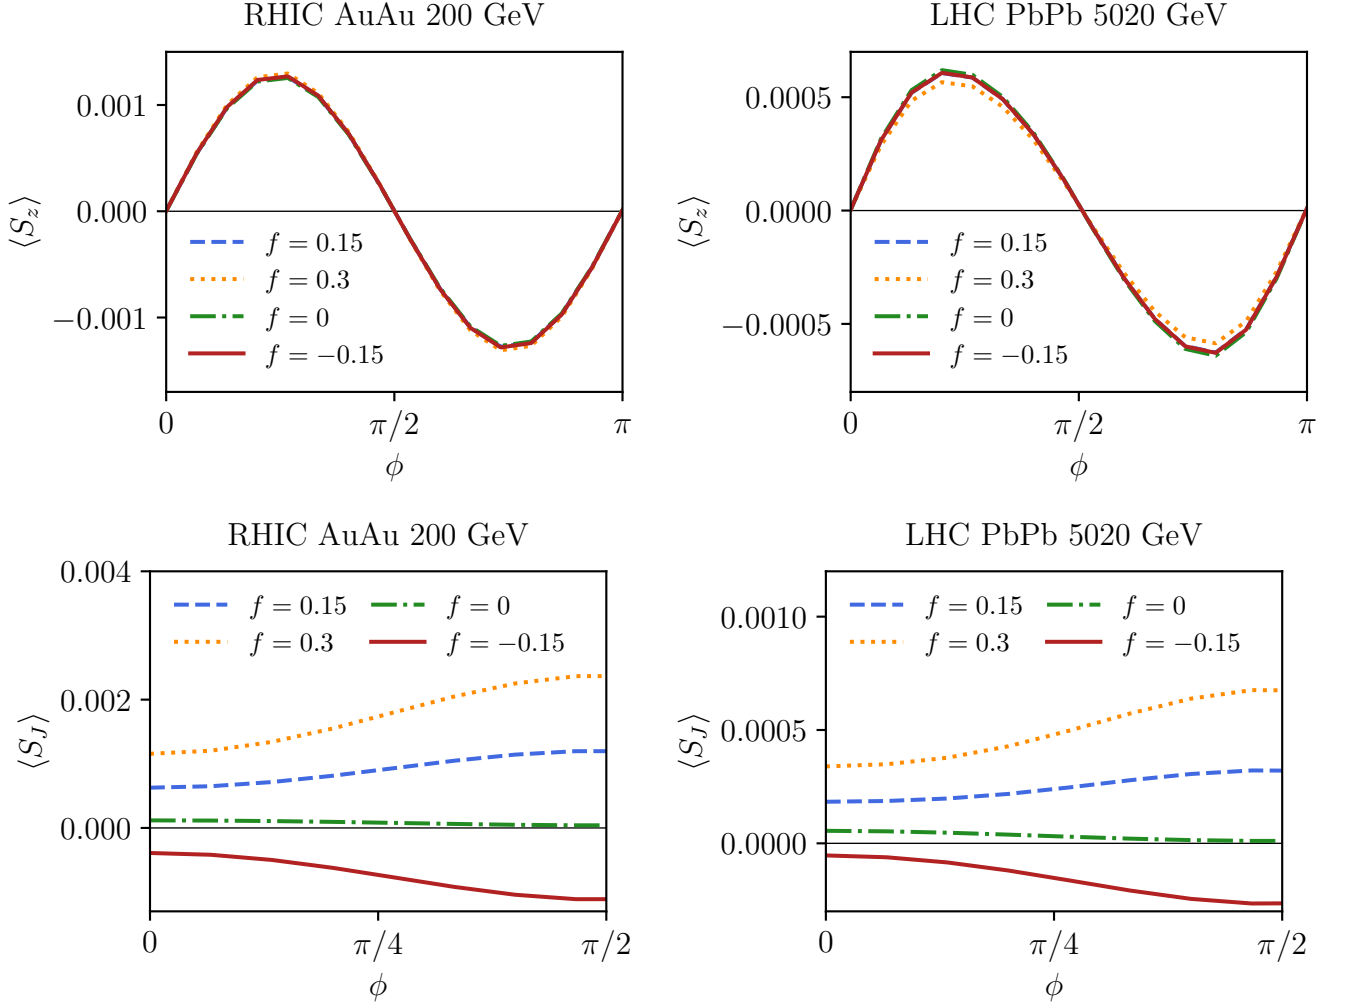 RHIC AuAu 200 GeV
0.001
0.000
−0.001
⟨S_z⟩
f = 0.15
f = 0.3
f = 0
f = −0.15
0
π/2
π
ϕ
LHC PbPb 5020 GeV
0.0005
0.0000
−0.0005
⟨S_z⟩
f = 0.15
f = 0.3
f = 0
f = −0.15
0
π/2
π
ϕ
RHIC AuAu 200 GeV
0.004
0.002
0.000
⟨S_J⟩
f = 0.15 f = 0
f = 0.3 f = −0.15
0
π/4
π/2
ϕ
LHC PbPb 5020 GeV
0.0010
0.0005
0.0000
⟨S_J⟩
f = 0.15 f = 0
f = 0.3 f = −0.15
0
π/4
π/2
ϕ